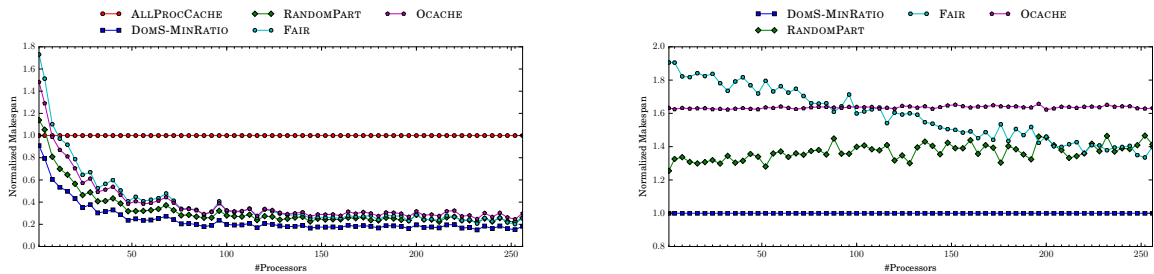 ALLPROCCACHE RANDOMPART OCACHE
DOMS-MINRATIO FAIR
1.8
1.6
1.4
1.2
1.0
0.8
0.6
0.4
0.2
0.0
Normalized Makespan
50 100 150 200 250
#Processors
DOMS-MINRATIO FAIR OCACHE
RANDOMPART
2.0
1.8
1.6
1.4
1.2
1.0
0.8
Normalized Makespan
50 100 150 200 250
#Processors